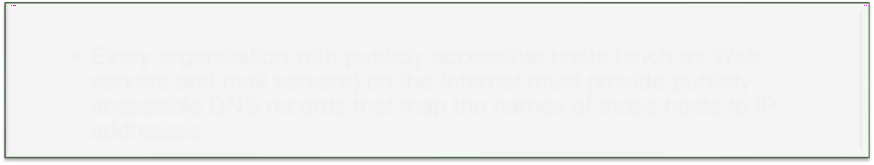 • Every organization with publicly accessible hosts (such as Web
servers and mail servers) on the Internet must provide publicly
accessible DNS records that map the names of those hosts to IP
addresses.